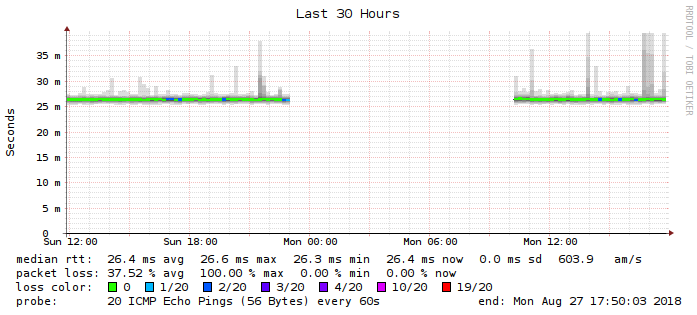 Last 30 Hours
RRDTOOL / TOBI OETIKER
Seconds
35 m
30 m
25 m
20 m
15 m
10 m
5 m
0
Sun 12:00 Sun 18:00 Mon 00:00 Mon 06:00 Mon 12:00
median rtt: 26.4 ms avg 26.6 ms max 26.3 ms min 26.4 ms now 0.0 ms sd 603.9 am/s
packet loss: 37.52 % avg 100.00 % max 0.00 % min 0.00 % now
loss color: 0 1/20 2/20 3/20 4/20 10/20 19/20
probe: 20 ICMP Echo Pings (56 Bytes) every 60s end: Mon Aug 27 17:50:03 2018